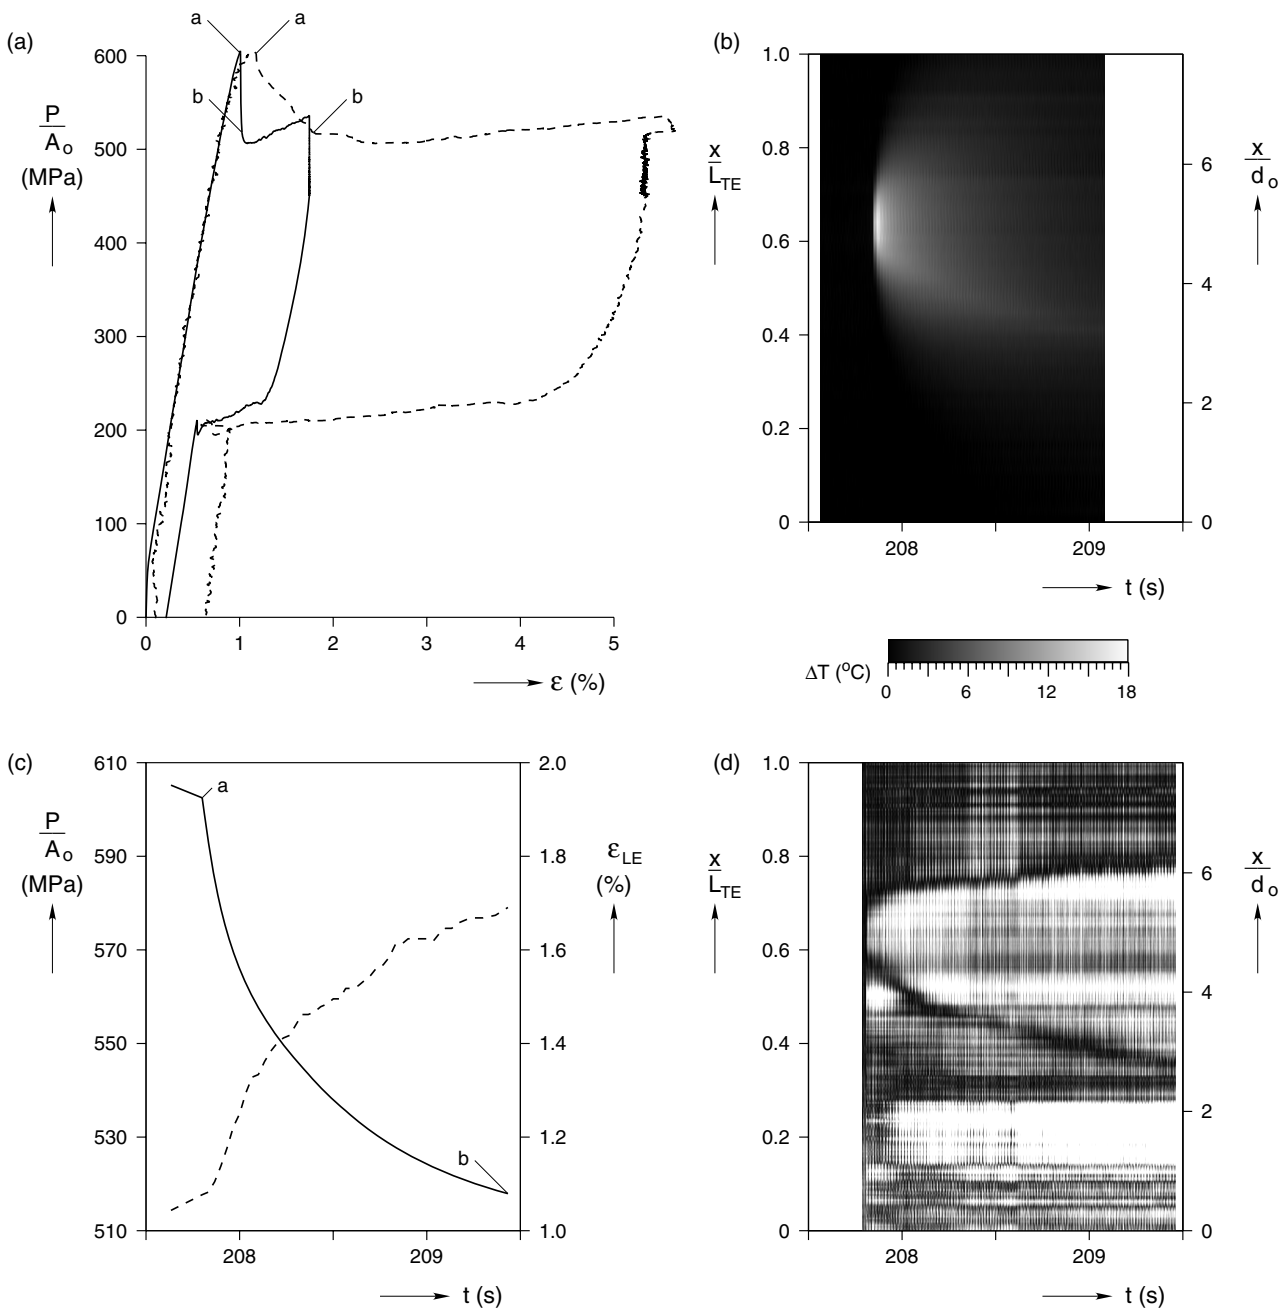 (a)
a
a
b
b
P
A o
(MPa)
600
500
400
300
200
100
0
0
1
2
3
4
5
ε (%)
(b)
x
L TE
1.0
0.8
0.6
0.4
0.2
0
208
209
t (s)
6
4
2
0
x
d o
ΔT (°C)
0
6
12
18
(c)
P
A o
(MPa)
610
590
570
550
530
510
a
b
208
209
t (s)
2.0
1.8
1.6
1.4
1.2
1.0
ε LE
(%)
(d)
x
L TE
1.0
0.8
0.6
0.4
0.2
0
208
209
t (s)
6
4
2
0
x
d o